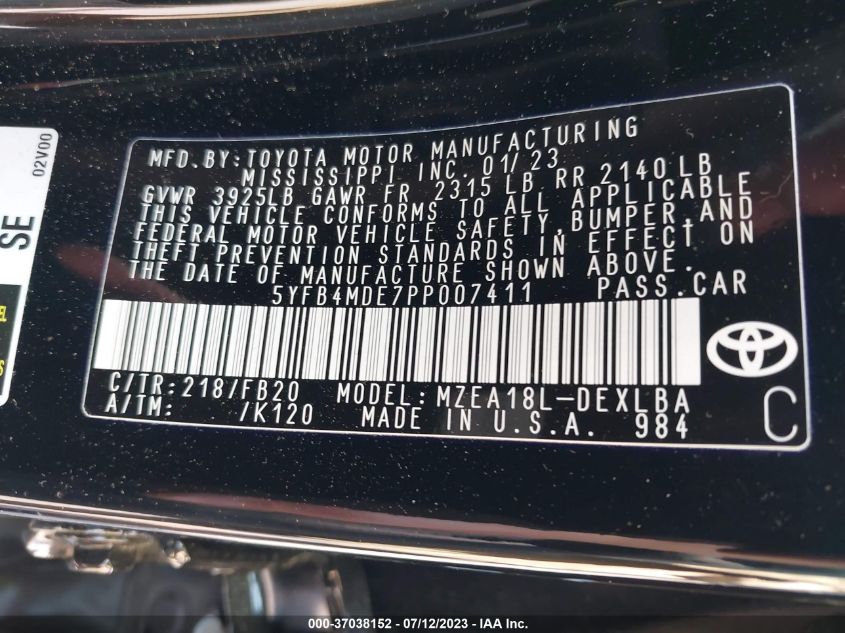 02V00
SE
MFD.BY:TOYOTA MOTOR MANUFACTURING
MISSISSIPPI INC. 01/23
GVWR 3925LB GAWR FR 2315 LB RR 2140 LB
THIS VEHICLE CONFORMS TO ALL APPLICABLE
FEDERAL MOTOR VEHICLE SAFETY,BUMPER,AND
THEFT PREVENTION STANDARDS IN EFFECT ON
THE DATE OF MANUFACTURE SHOWN ABOVE.
5YFB4MDE7PP007411 PASS.CAR
C/TR:218/FB20 MODEL:MZEA18L-DEXLBA
A/TM: /K120 MADE IN U.S.A. 984
C
000-37038152 - 07/12/2023 - IAA Inc.